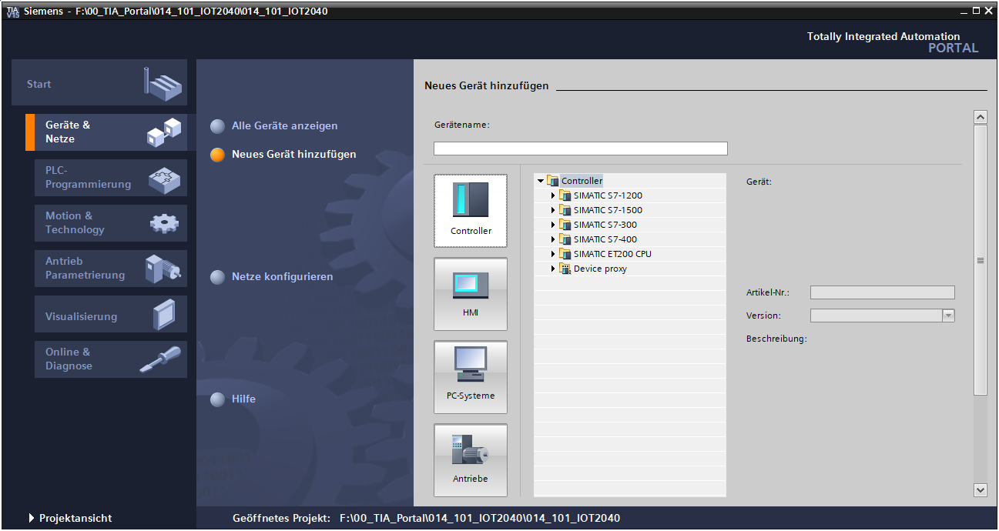 TIA V15 Siemens - F:\00_TIA_Portal\014_101_IOT2040\014_101_IOT2040
Totally Integrated Automation
PORTAL
Start
Geräte &
Netze
PLC-
Programmierung
Motion &
Technology
Antrieb
Parametrierung
Visualisierung
Online &
Diagnose
Alle Geräte anzeigen
Neues Gerät hinzufügen
Netze konfigurieren
Hilfe
Neues Gerät hinzufügen
Gerätename:
Controller
HMI
PC-Systeme
Antriebe
Controller
SIMATIC S7-1200
SIMATIC S7-1500
SIMATIC S7-300
SIMATIC S7-400
SIMATIC ET200 CPU
Device proxy
Gerät:
Artikel-Nr.:
Version:
Beschreibung:
Projektansicht
Geöffnetes Projekt: F:\00_TIA_Portal\014_101_IOT2040\014_101_IOT2040